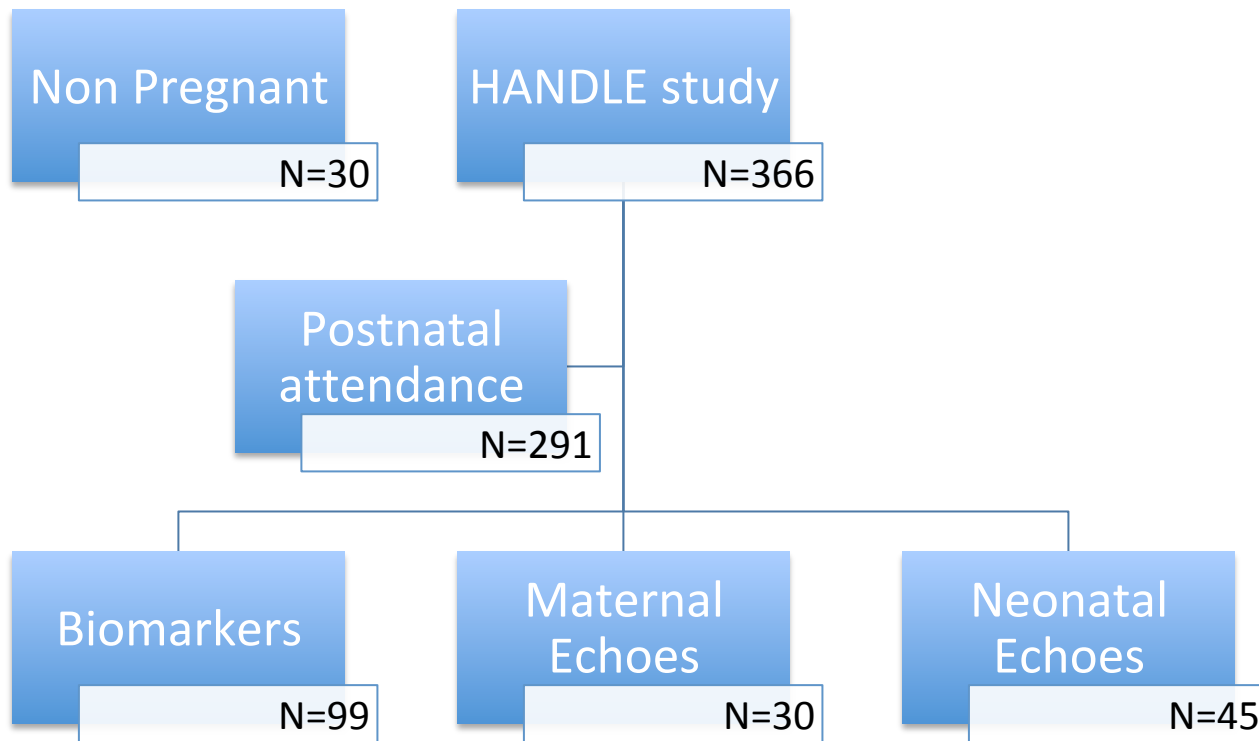 Non Pregnant
N=30
HANDLE study
N=366
Postnatal
attendance
N=291
Biomarkers
N=99
Maternal
Echoes
N=30
Neonatal
Echoes
N=45